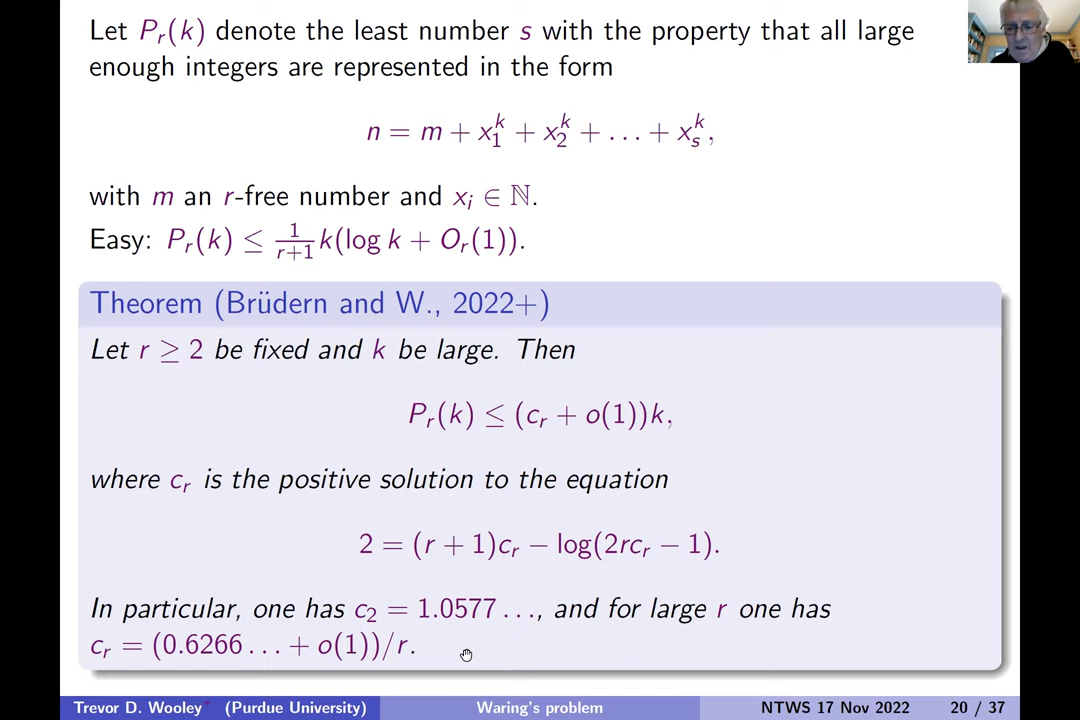 Let P_r(k) denote the least number s with the property that all large
enough integers are represented in the form
n = m + x_1^k + x_2^k + … + x_s^k,
with m an r-free number and x_i ∈ ℕ.
Easy: P_r(k) ≤ 1/(r+1) k(log k + O_r(1)).
Theorem (Brüdern and W., 2022+)
Let r ≥ 2 be fixed and k be large. Then
P_r(k) ≤ (c_r + o(1))k,
where c_r is the positive solution to the equation
2 = (r + 1)c_r − log(2rc_r − 1).
In particular, one has c_2 = 1.0577…, and for large r one has
c_r = (0.6266… + o(1))/r.
Trevor D. Wooley (Purdue University) Waring's problem NTWS 17 Nov 2022 20 / 37